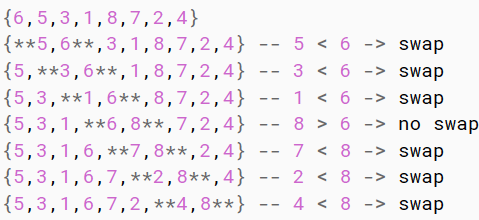 {6,5,3,1,8,7,2,4}
{**5,6**,3,1,8,7,2,4} -- 5 < 6 -> swap
{5,**3,6**,1,8,7,2,4} -- 3 < 6 -> swap
{5,3,**1,6**,8,7,2,4} -- 1 < 6 -> swap
{5,3,1,**6,8**,7,2,4} -- 8 > 6 -> no swap
{5,3,1,6,**7,8**,2,4} -- 7 < 8 -> swap
{5,3,1,6,7,**2,8**,4} -- 2 < 8 -> swap
{5,3,1,6,7,2,**4,8**} -- 4 < 8 -> swap